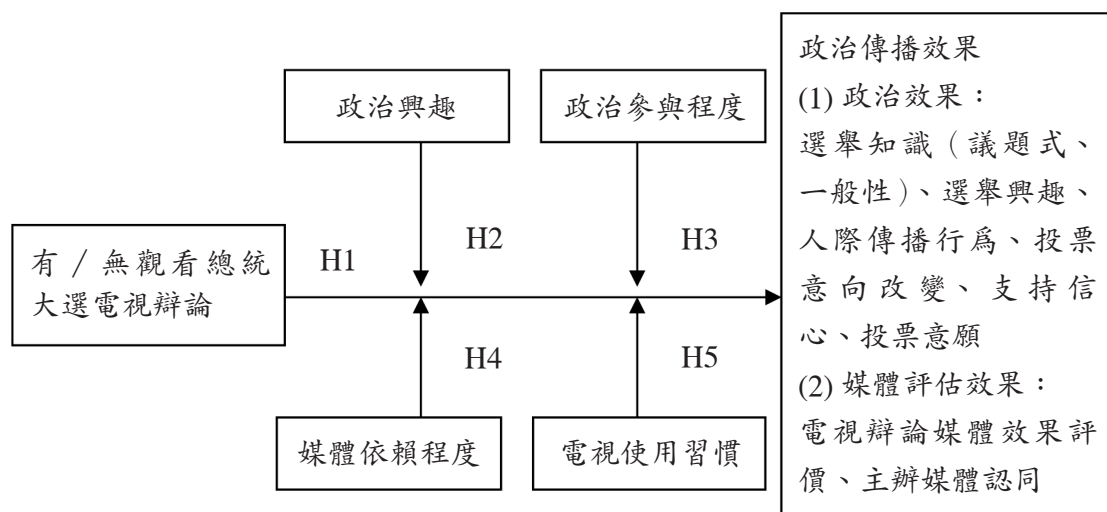 政治興趣
政治參與程度
有／無觀看總統
大選電視辯論
H1
H2
H3
H4
H5
媒體依賴程度
電視使用習慣
政治傳播效果
(1) 政治效果：
選舉知識（議題式、
一般性）、選舉興趣、
人際傳播行爲、投票
意向改變、支持信
心、投票意願
(2) 媒體評估效果：
電視辯論媒體效果評
價、主辦媒體認同